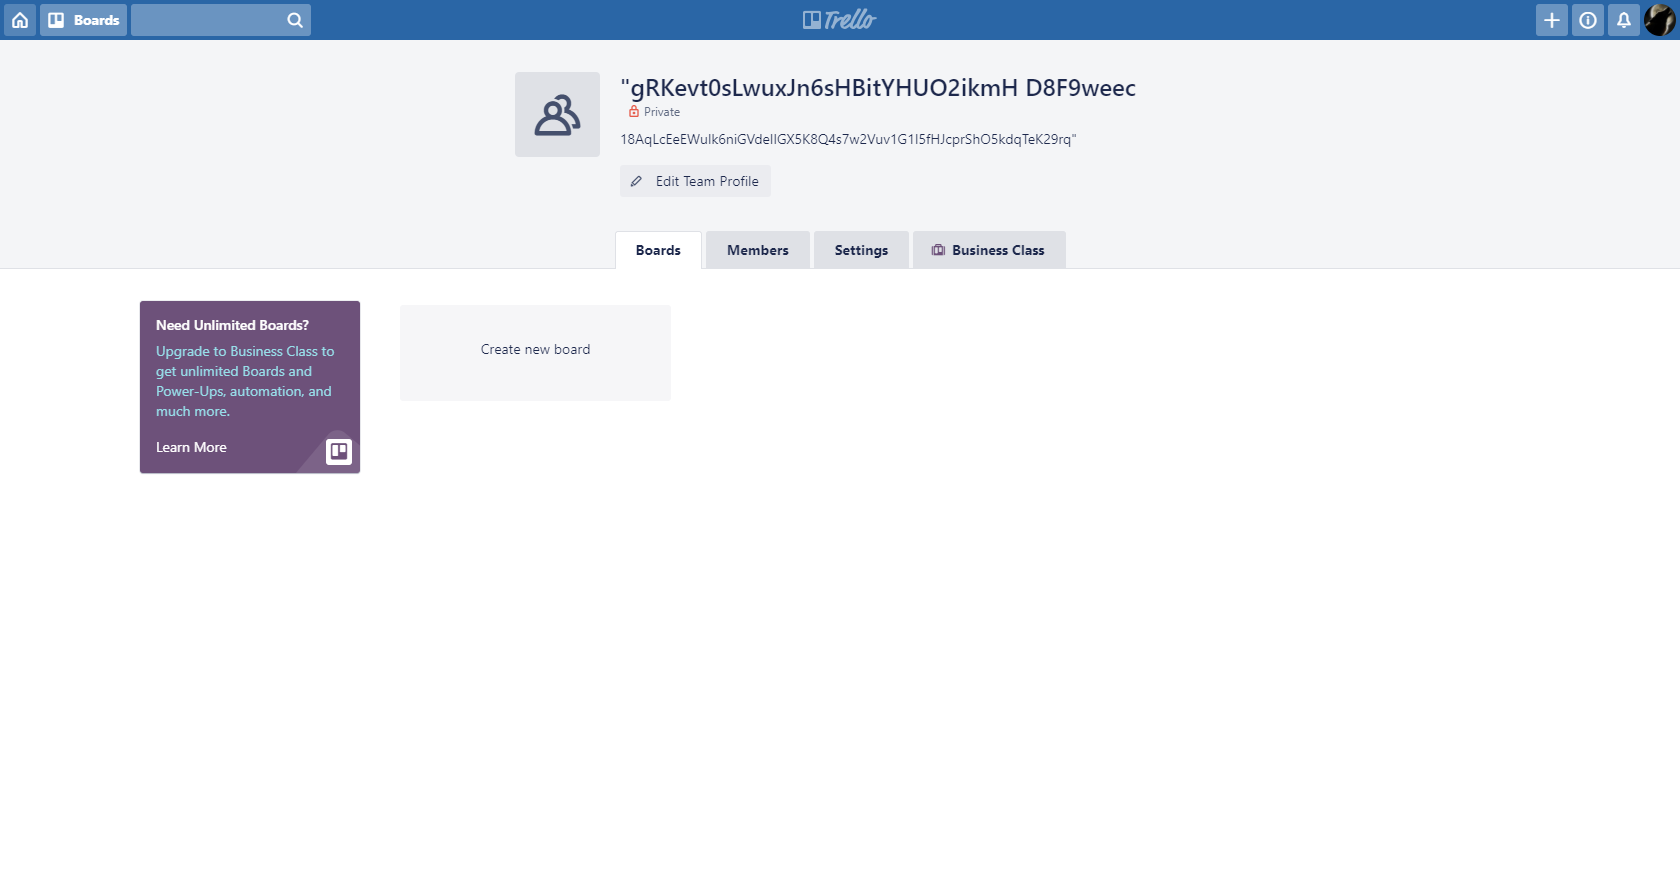 Boards
Trello
"gRKevt0sLwuxJn6sHBitYHUO2ikmH D8F9weec
Private
18AqLcEeEWuIk6niGVdeIlGX5K8Q4s7w2Vuv1G1I5fHJcprShO5kdqTeK29rq"
Edit Team Profile
Boards
Members
Settings
Business Class
Need Unlimited Boards?
Upgrade to Business Class to
get unlimited Boards and
Power-Ups, automation, and
much more.
Learn More
Create new board